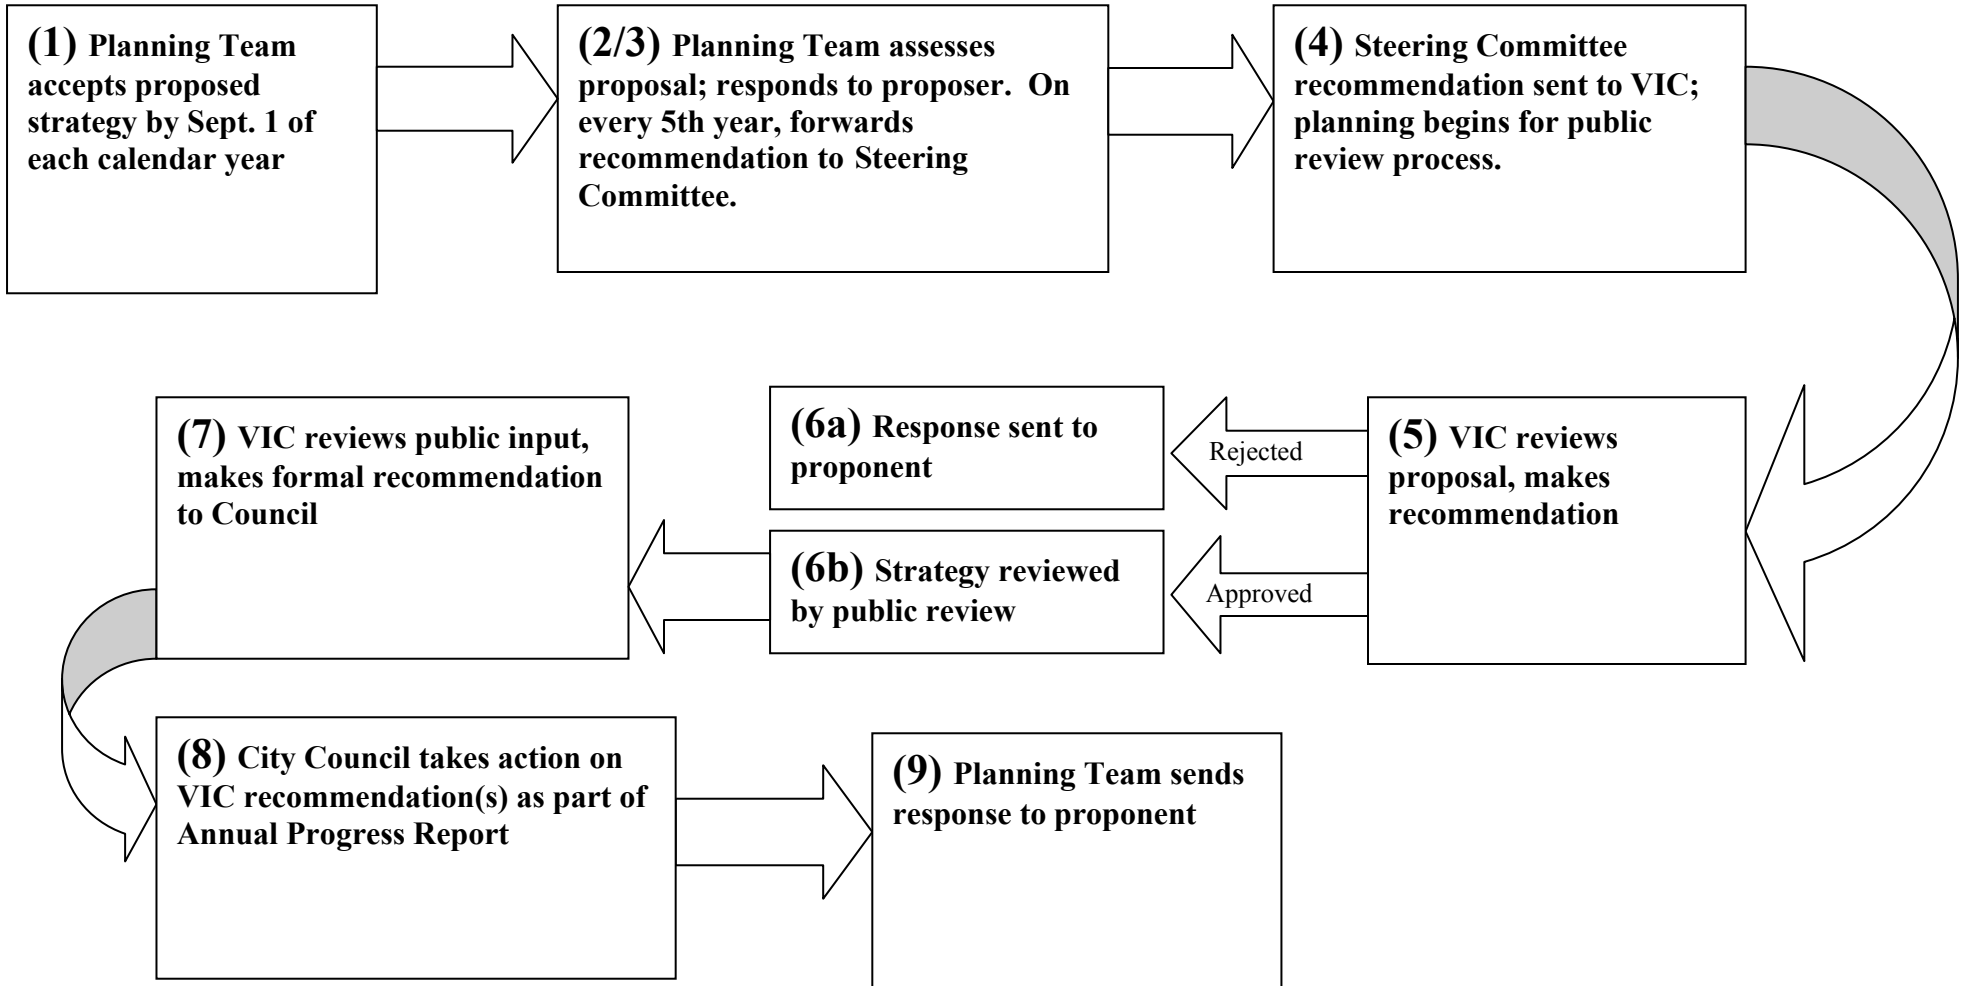 (1) Planning Team
accepts proposed
strategy by Sept. 1 of
each calendar year
(2/3) Planning Team assesses
proposal; responds to proposer.  On
every 5th year, forwards
recommendation to Steering
Committee.
(4) Steering Committee
recommendation sent to VIC;
planning begins for public
review process.
(5) VIC reviews
proposal, makes
recommendation
Rejected
(6a) Response sent to
proponent
Approved
(6b) Strategy reviewed
by public review
(7) VIC reviews public input,
makes formal recommendation
to Council
(8) City Council takes action on
VIC recommendation(s) as part of
Annual Progress Report
(9) Planning Team sends
response to proponent